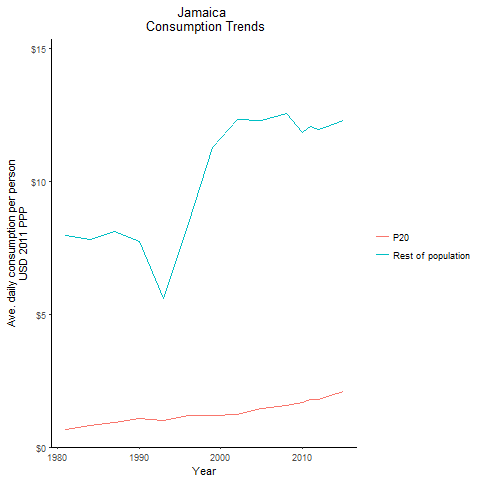 Jamaica
Consumption Trends
$15
$10
$5
$0
Ave. daily consumption per person
USD 2011 PPP
1980
1990
2000
2010
Year
P20
Rest of population